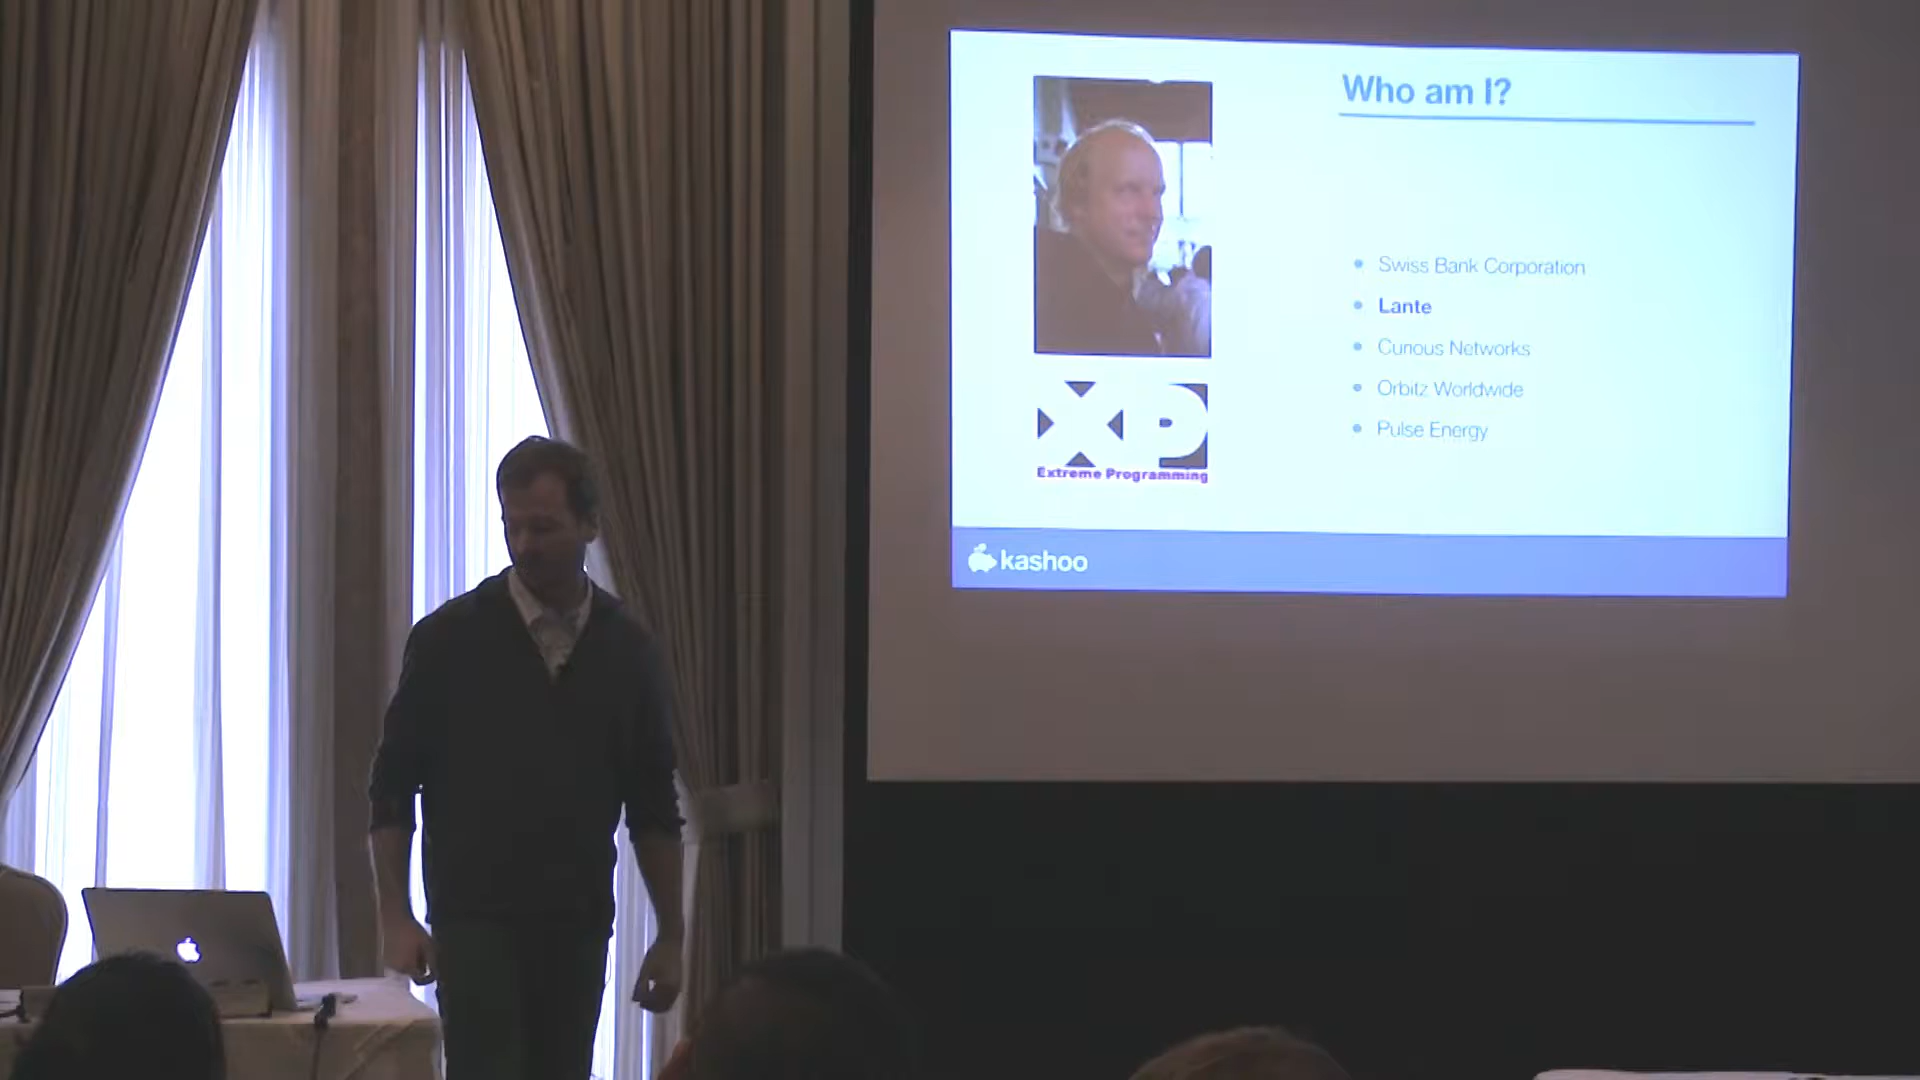 Who am I?
Swiss Bank Corporation
Lante
Curious Networks
Orbitz Worldwide
Pulse Energy
XP
Extreme Programming
kashoo